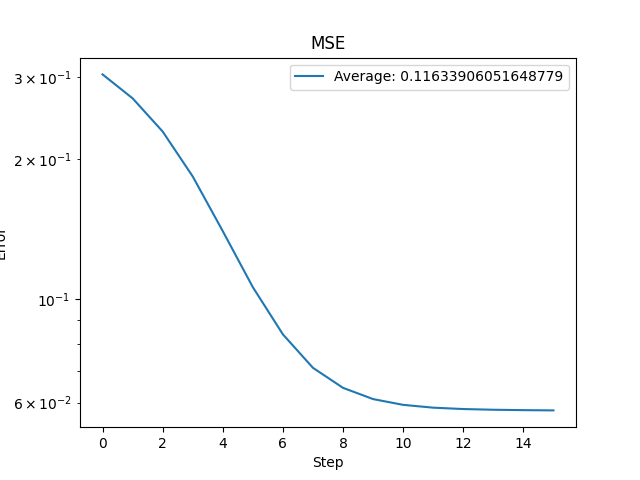 MSE
Average: 0.11633906051648779
3 × 10⁻¹
2 × 10⁻¹
10⁻¹
6 × 10⁻²
Error
0 2 4 6 8 10 12 14
Step